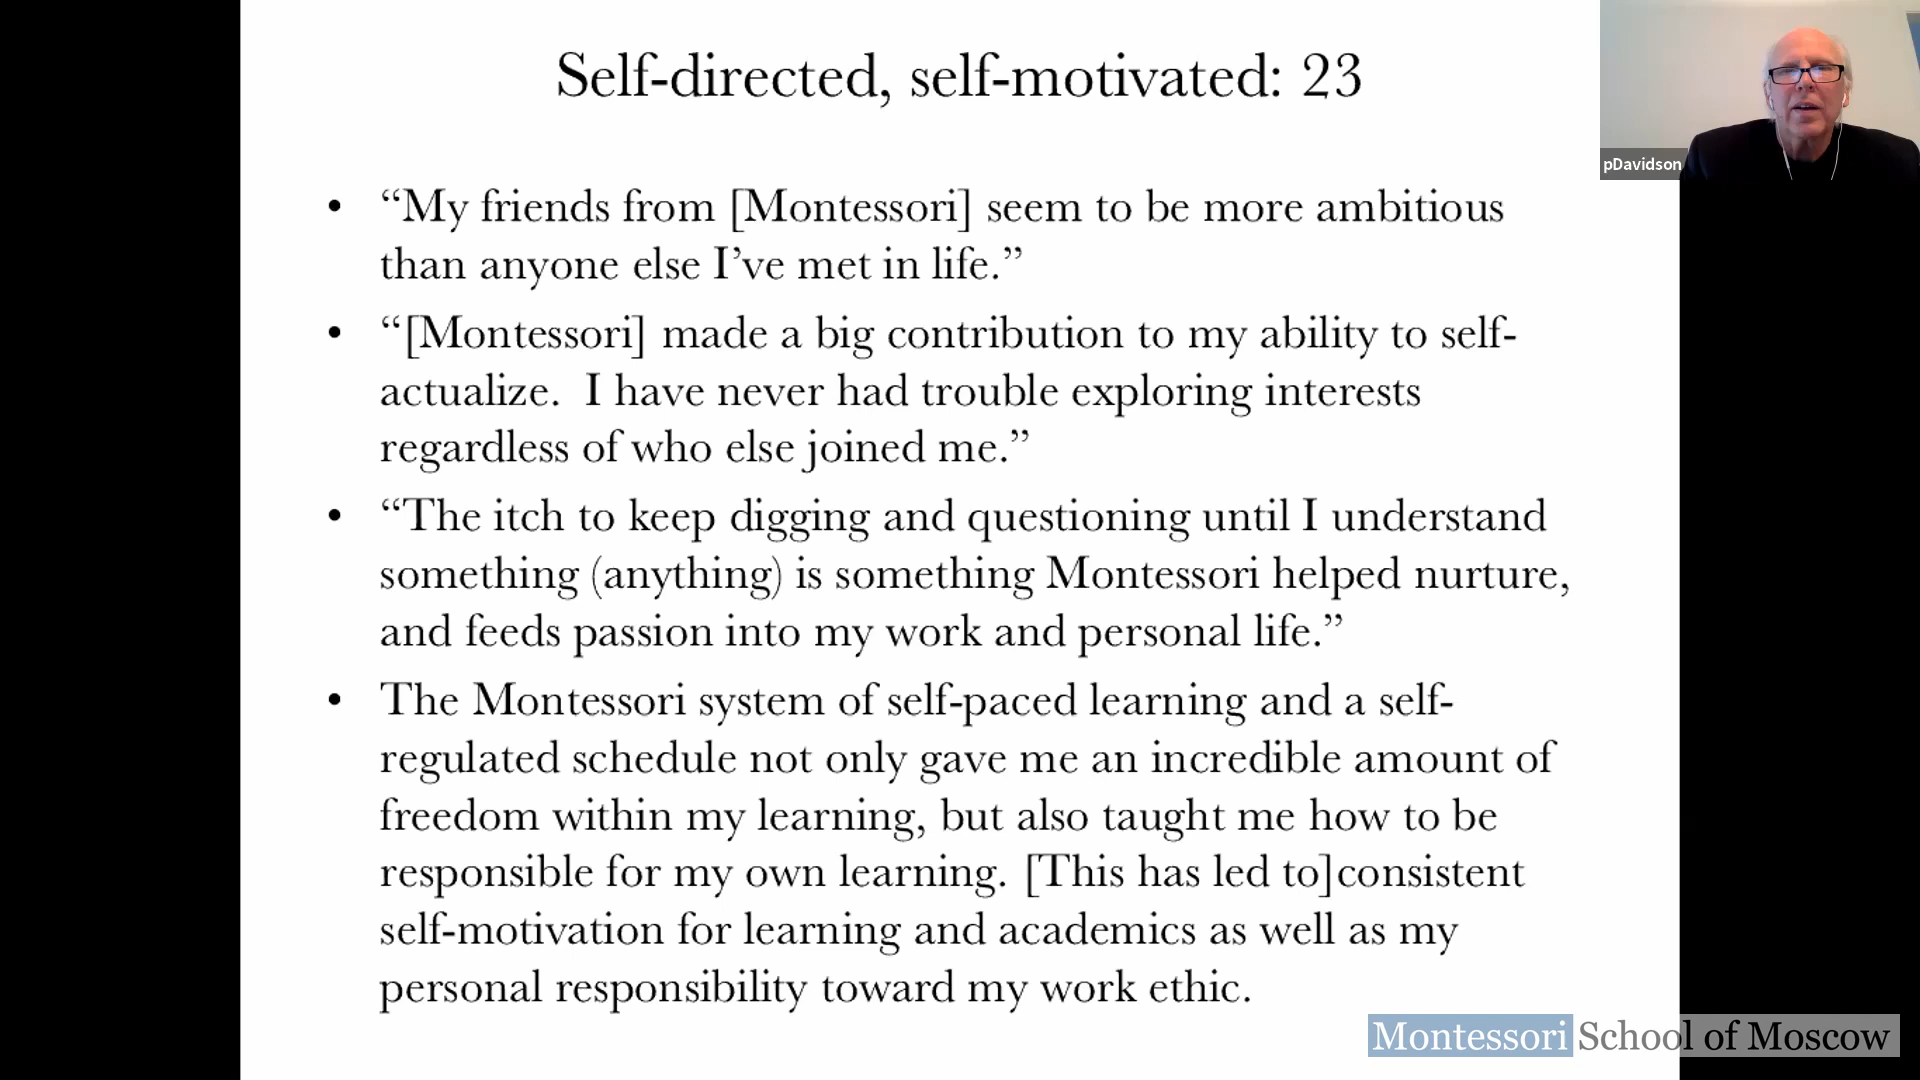 Self-directed, self-motivated: 23
pDavidson
• “My friends from [Montessori] seem to be more ambitious
than anyone else I’ve met in life.”
• “[Montessori] made a big contribution to my ability to self-
actualize.  I have never had trouble exploring interests
regardless of who else joined me.”
• “The itch to keep digging and questioning until I understand
something (anything) is something Montessori helped nurture,
and feeds passion into my work and personal life.”
• The Montessori system of self-paced learning and a self-
regulated schedule not only gave me an incredible amount of
freedom within my learning, but also taught me how to be
responsible for my own learning. [This has led to]consistent
self-motivation for learning and academics as well as my
personal responsibility toward my work ethic.
Montessori School of Moscow